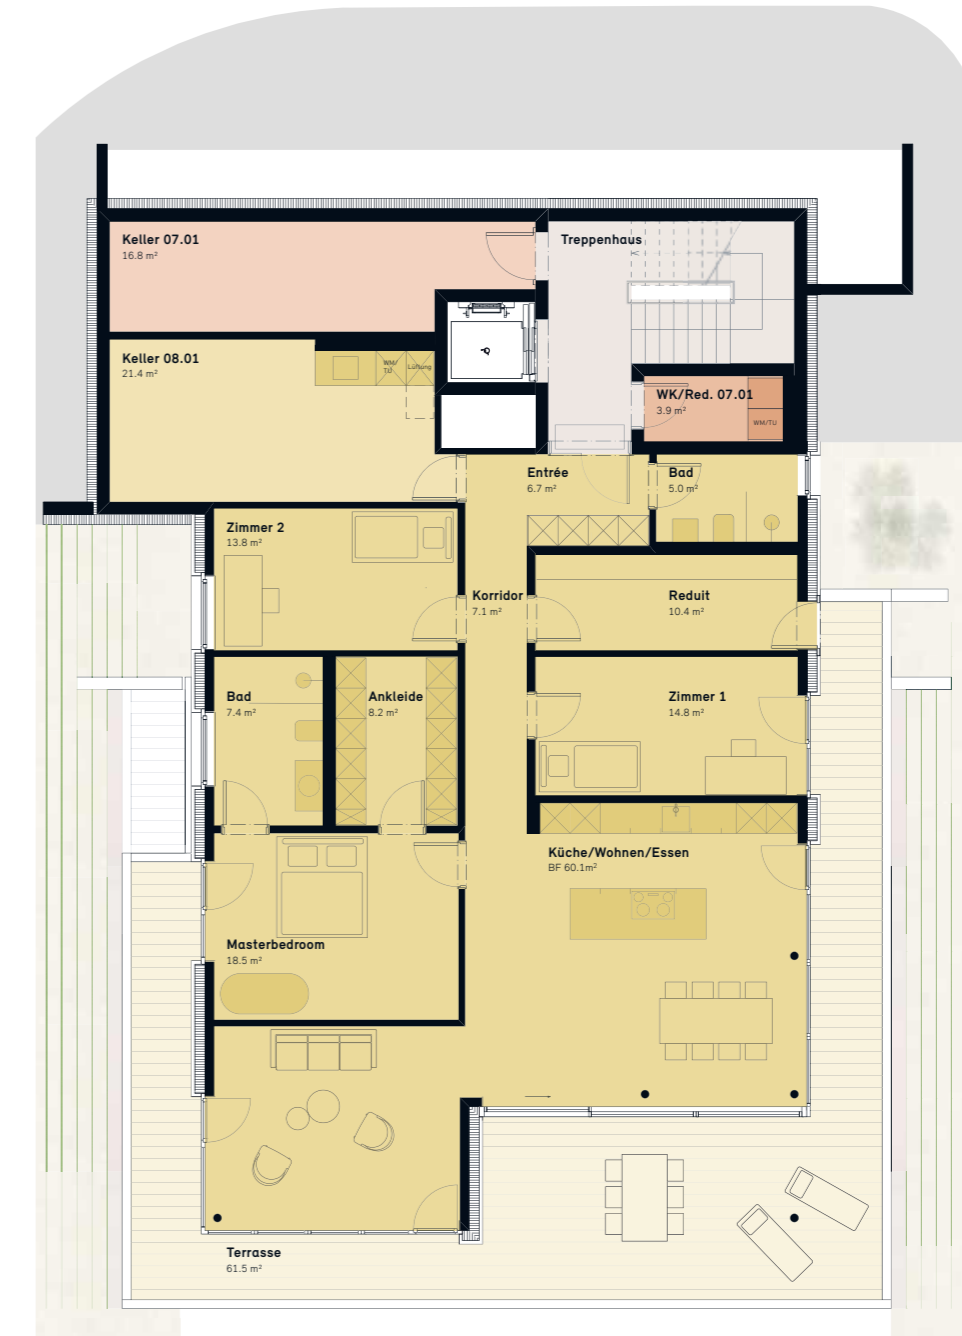 Keller 07.01
16.8 m²
Treppenhaus
Keller 08.01
21.4 m²
WM/
TU
Lüftung
WK/Red. 07.01
3.9 m²
WM/TU
Entrée
6.7 m²
Bad
5.0 m²
Zimmer 2
13.8 m²
Korridor
7.1 m²
Reduit
10.4 m²
Bad
7.4 m²
Ankleide
8.2 m²
Zimmer 1
14.8 m²
Küche/Wohnen/Essen
BF 60.1m²
Masterbedroom
18.5 m²
Terrasse
61.5 m²